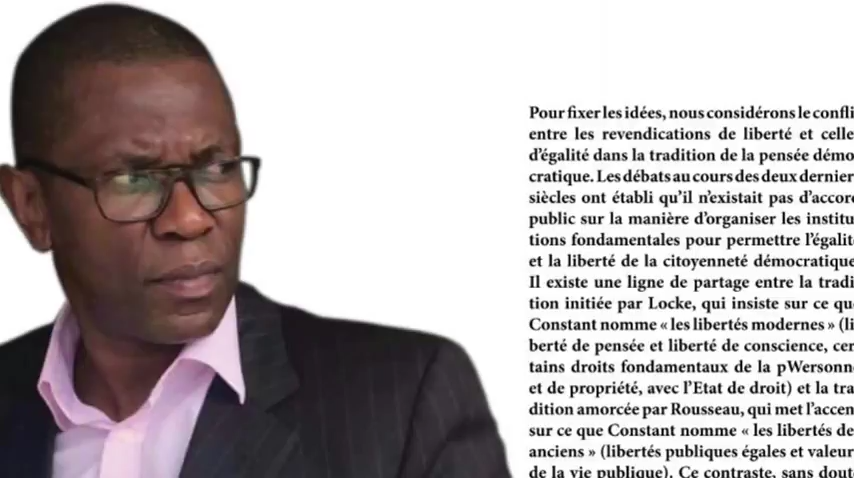 Pour fixer les idées, nous considérons le confli
entre les revendications de liberté et celle
d'égalité dans la tradition de la pensée démo
cratique. Les débats au cours des deux dernier
siècles ont établi qu'il n'existait pas d'accord
public sur la manière d'organiser les institu
tions fondamentales pour permettre l'égalité
et la liberté de la citoyenneté démocratique
Il existe une ligne de partage entre la tradi
tion initiée par Locke, qui insiste sur ce que
Constant nomme « les libertés modernes » (li
berté de pensée et liberté de conscience, cer
tains droits fondamentaux de la pWersonne
et de propriété, avec l'Etat de droit) et la tra
dition amorcée par Rousseau, qui met l'accen
sur ce que Constant nomme « les libertés de
anciens » (libertés publiques égales et valeur
de la vie publique). Ce contraste, sans doute